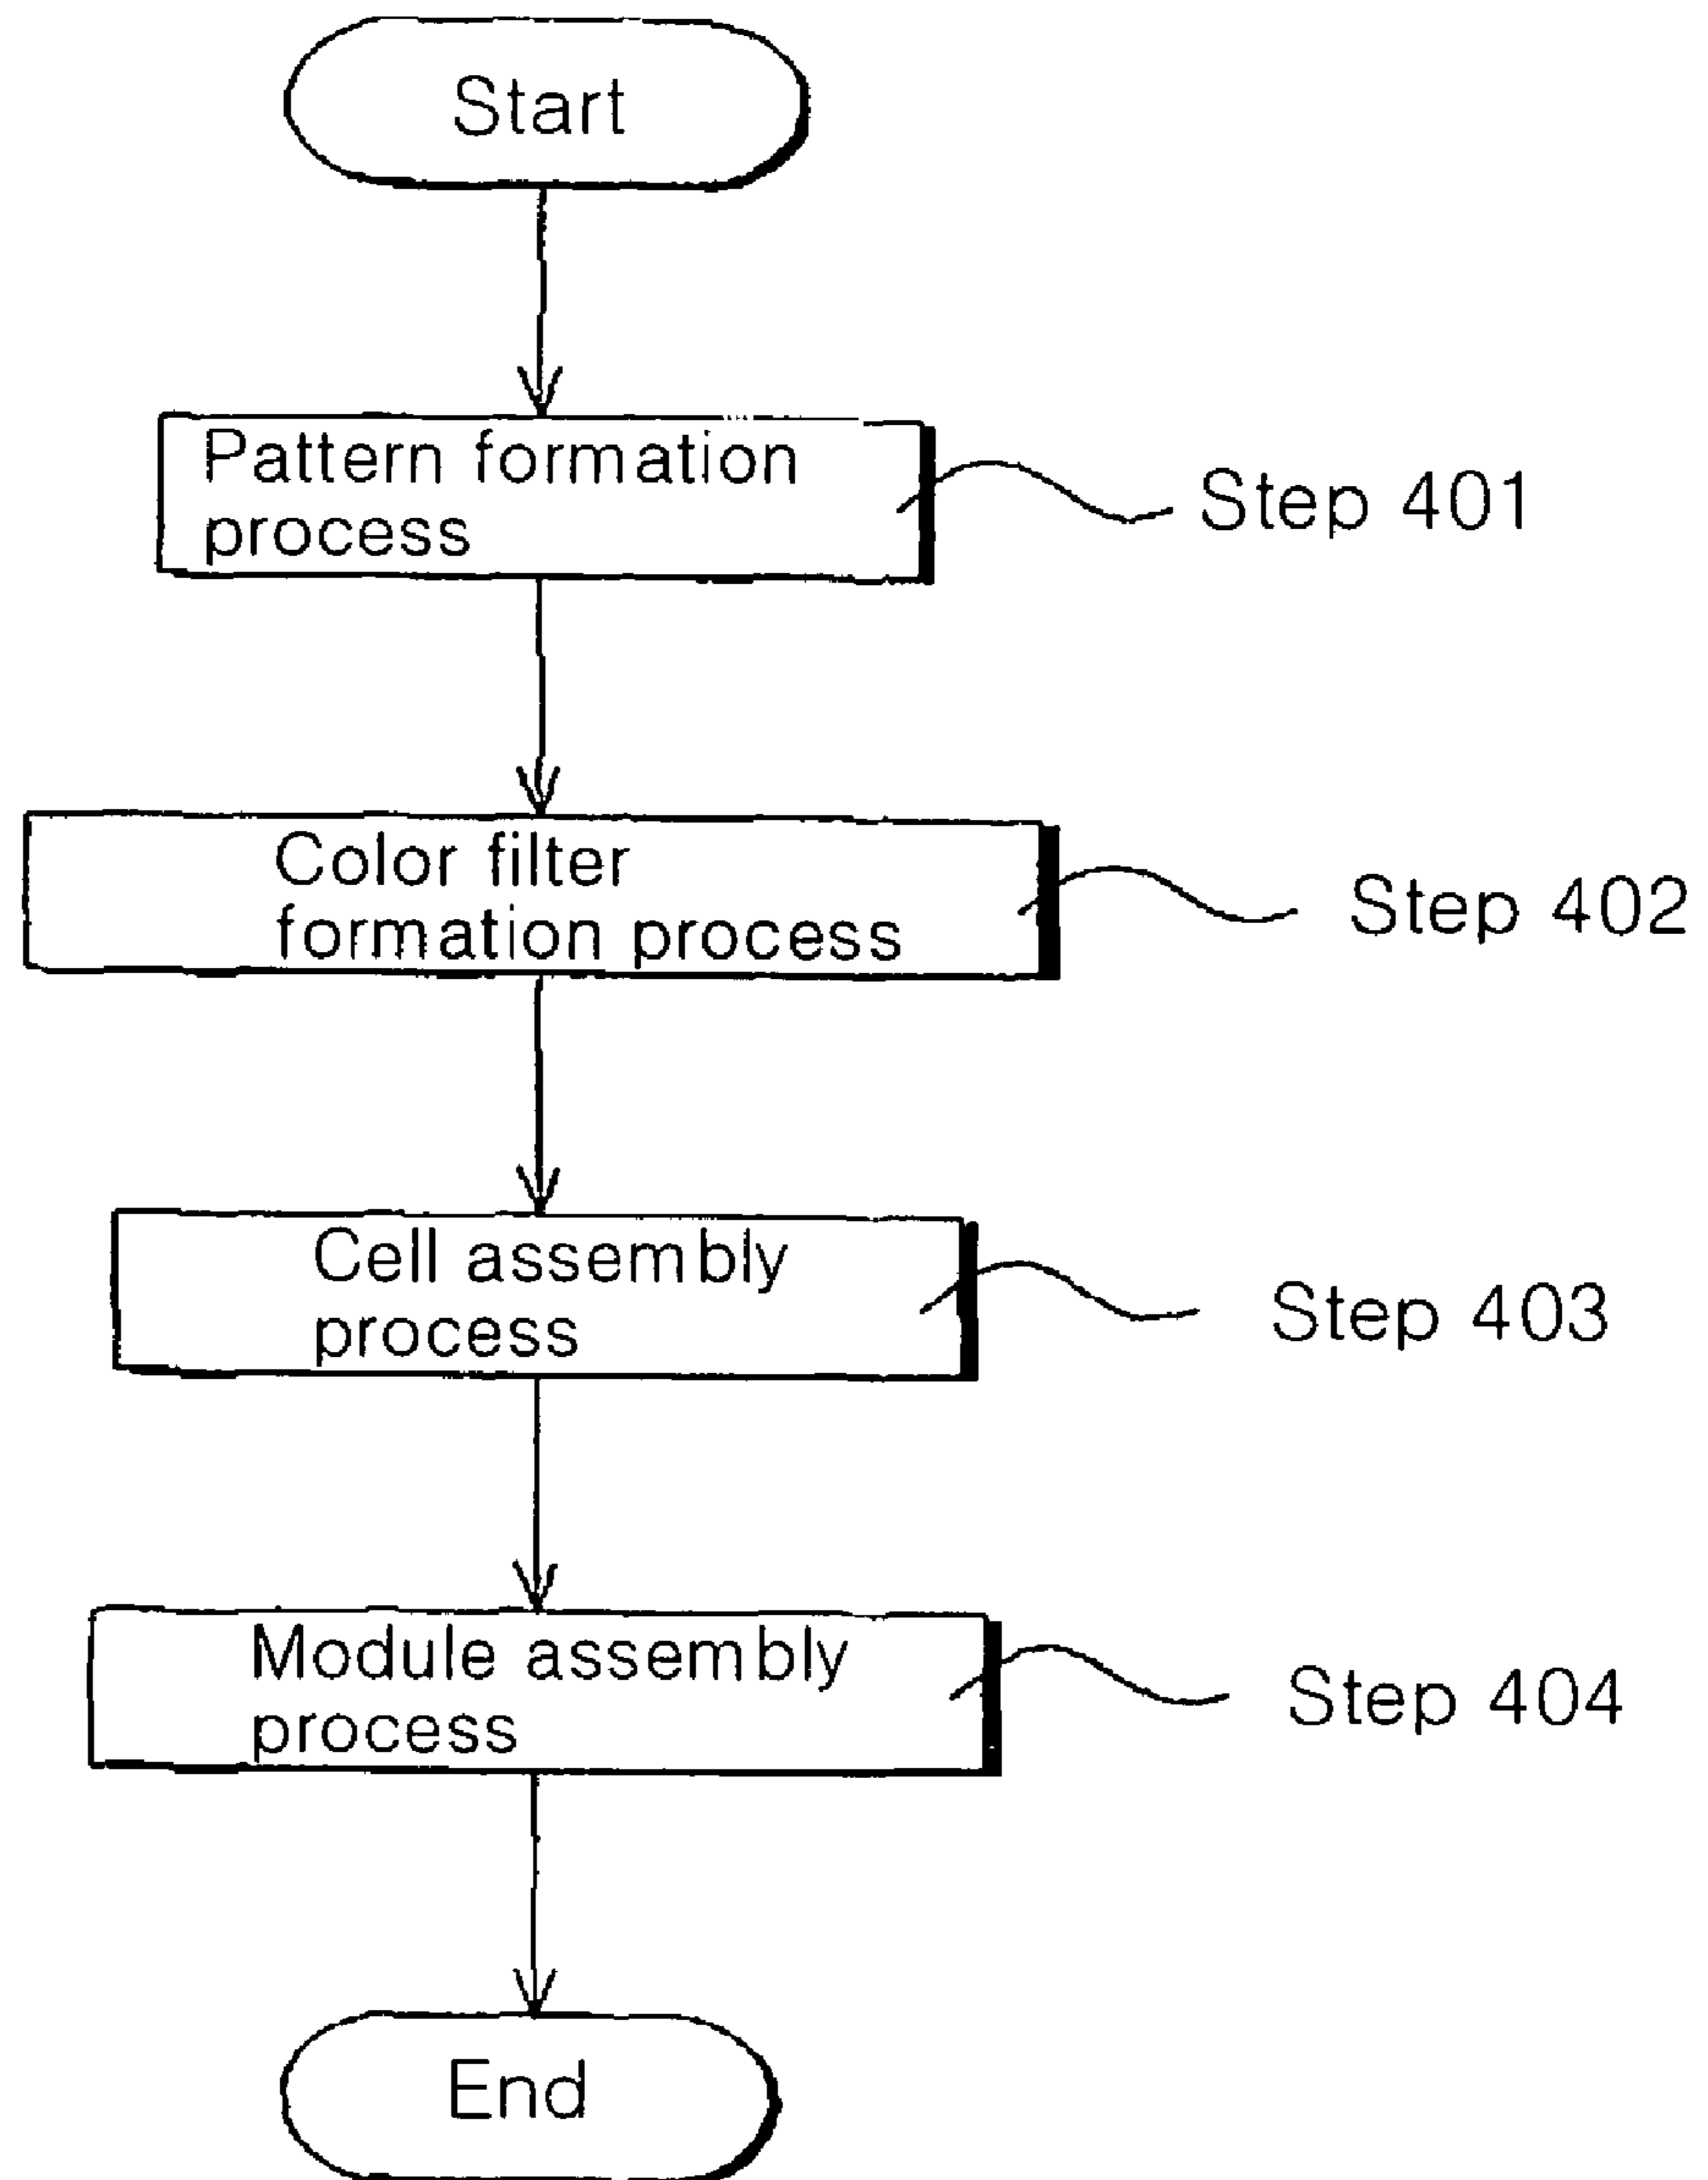 Start
Pattern formation
process
Step 401
Color filter
formation process
Step 402
Cell assembly
process
Step 403
Module assembly
process
Step 404
End